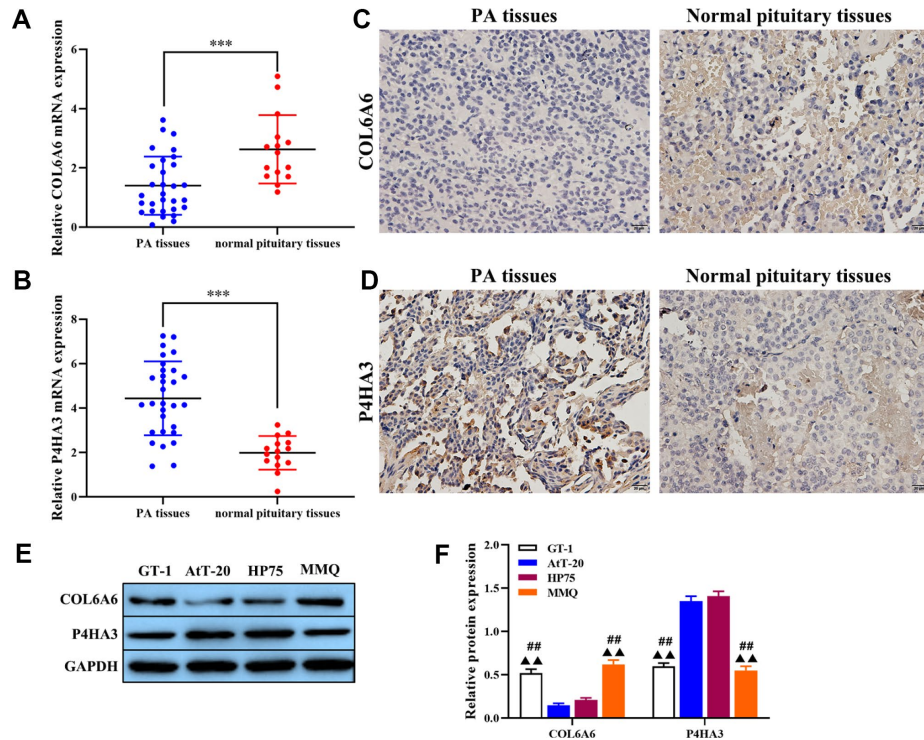 A
Relative COL6A6 mRNA expression
6
4
2
0
***
PA tissues
normal pituitary tissues
B
Relative P4HA3 mRNA expression
8
6
4
2
0
***
PA tissues
normal pituitary tissues
C
PA tissues
Normal pituitary tissues
COL6A6
D
PA tissues
Normal pituitary tissues
P4HA3
E
GT-1 AtT-20 HP75 MMQ
COL6A6
P4HA3
GAPDH
F
Relative protein expression
2.0
1.5
1.0
0.5
0.0
GT-1
AtT-20
HP75
MMQ
##
▲▲
##
▲▲
##
▲▲
##
▲▲
COL6A6
P4HA3